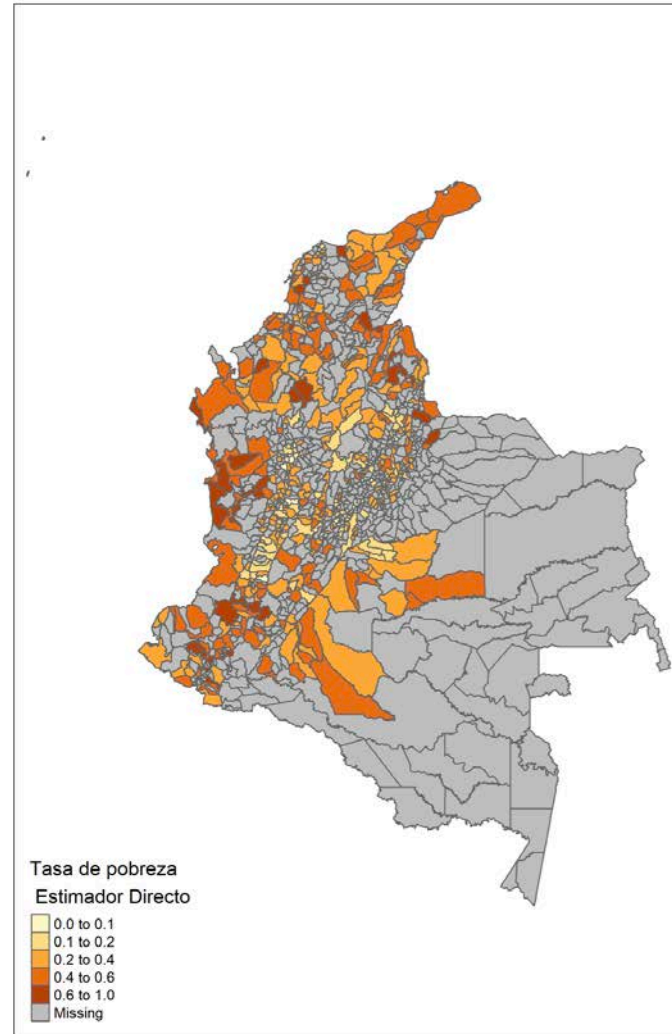 Tasa de pobreza
Estimador Directo
0.0 to 0.1
0.1 to 0.2
0.2 to 0.4
0.4 to 0.6
0.6 to 1.0
Missing